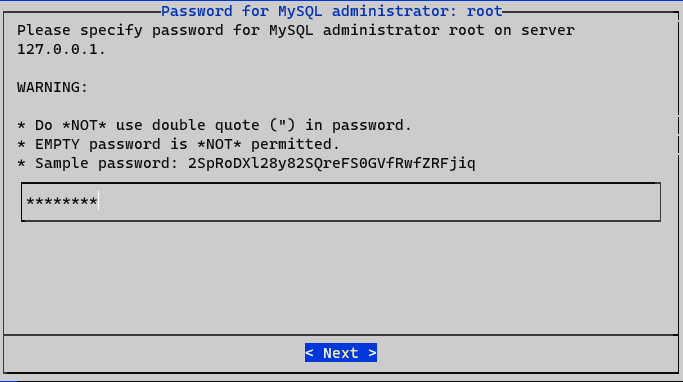 Password for MySQL administrator: root
Please specify password for MySQL administrator root on server
127.0.0.1.
WARNING:
* Do *NOT* use double quote (") in password.
* EMPTY password is *NOT* permitted.
* Sample password: 2SpRoDXl28y82SQreFS0GVfRwfZRFjiq
********
< Next >